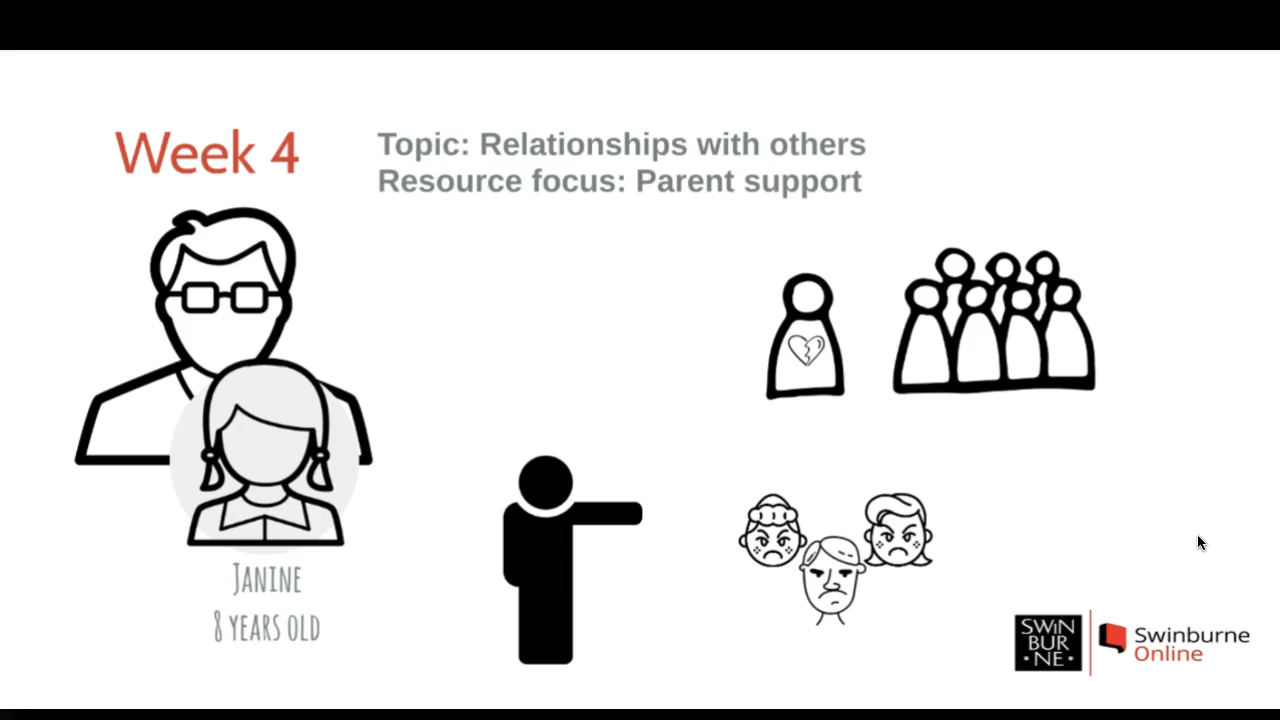 Week 4
Topic: Relationships with others
Resource focus: Parent support
Janine
8 years old
SWiN
BUR
• NE •
Swinburne
Online